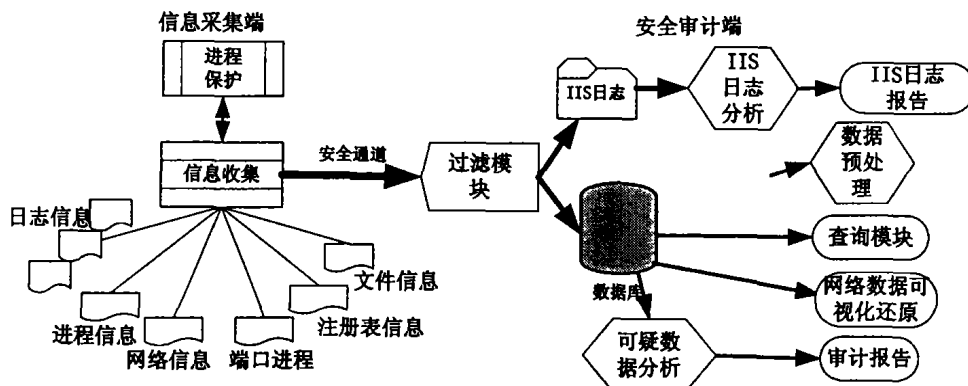 信息采集端
进程
保护
信息收集
安全通道
日志信息
进程信息
网络信息
端口进程
注册表信息
文件信息
过滤模
块
安全审计端
IIS日志
IIS
日志
分析
IIS日志
报告
数据
预处
理
数据库
查询模块
网络数据可
视化还原
可疑数
据分析
审计报告